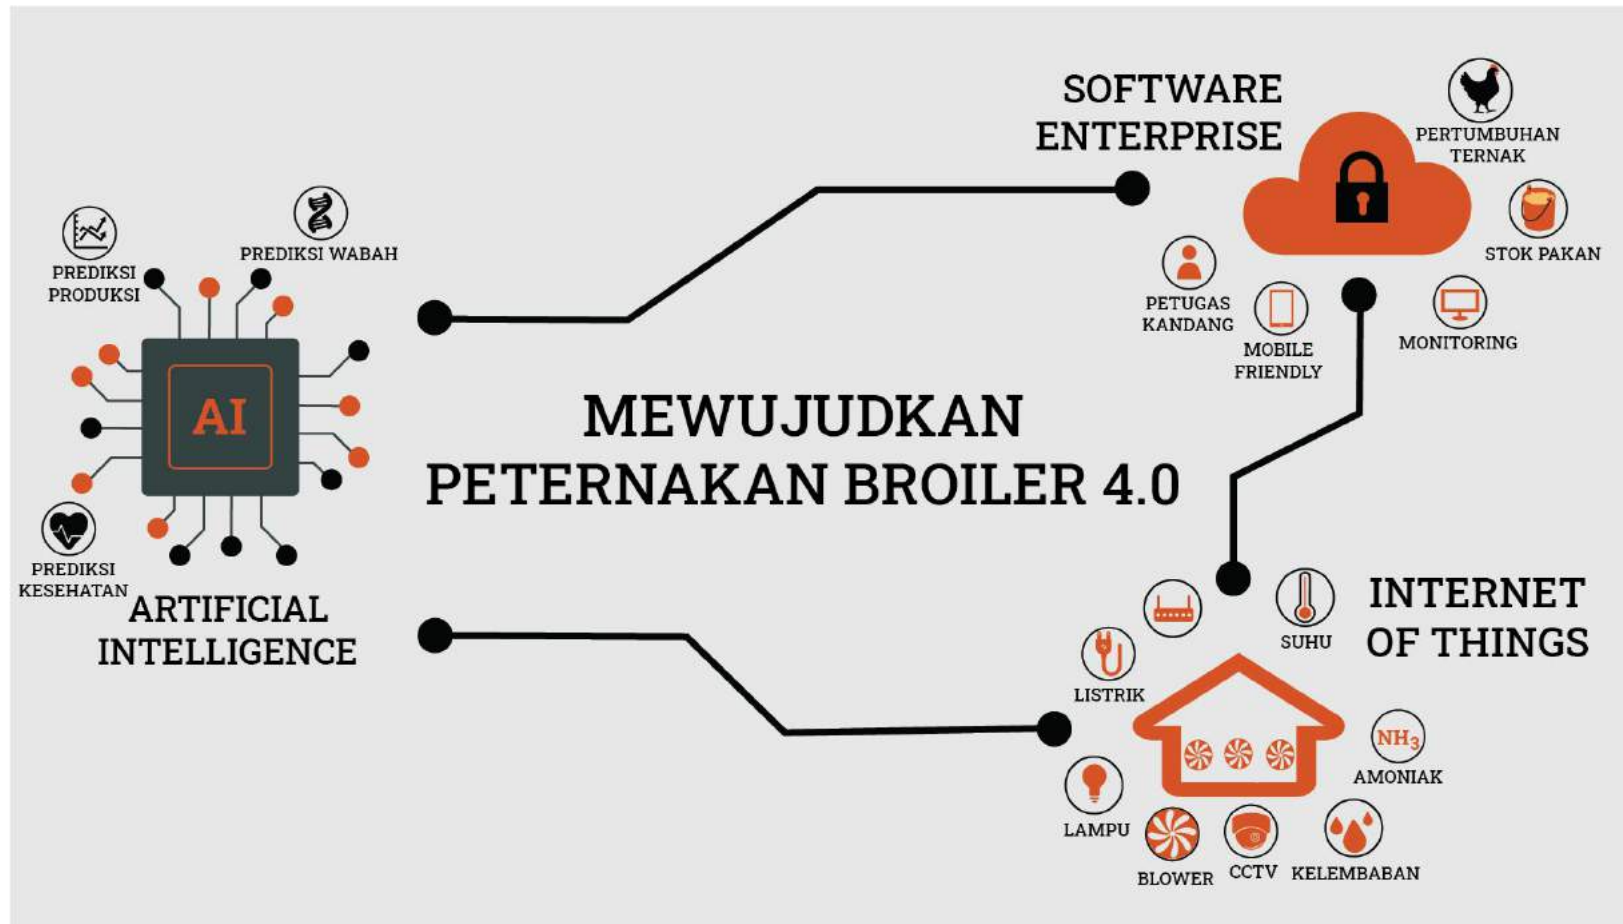 SOFTWARE
ENTERPRISE
PERTUMBUHAN
TERNAK
STOK PAKAN
PETUGAS
KANDANG
MOBILE
FRIENDLY
MONITORING
PREDIKSI
PRODUKSI
PREDIKSI WABAH
AI
PREDIKSI
KESEHATAN
ARTIFICIAL
INTELLIGENCE
MEWUJUDKAN
PETERNAKAN BROILER 4.0
INTERNET
OF THINGS
SUHU
LISTRIK
NH₃
AMONIAK
LAMPU
BLOWER
CCTV
KELEMBABAN